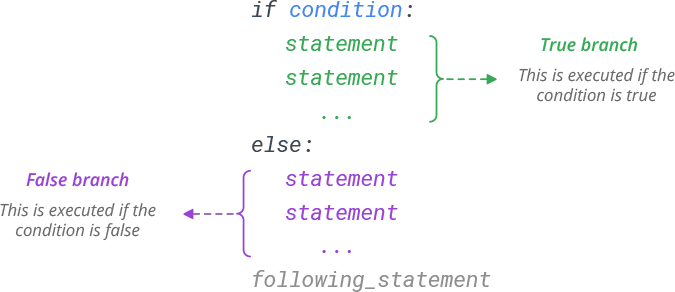 if condition:
statement
statement
...
True branch
This is executed if the
condition is true
else:
False branch
This is executed if the
condition is false
statement
statement
...
following_statement